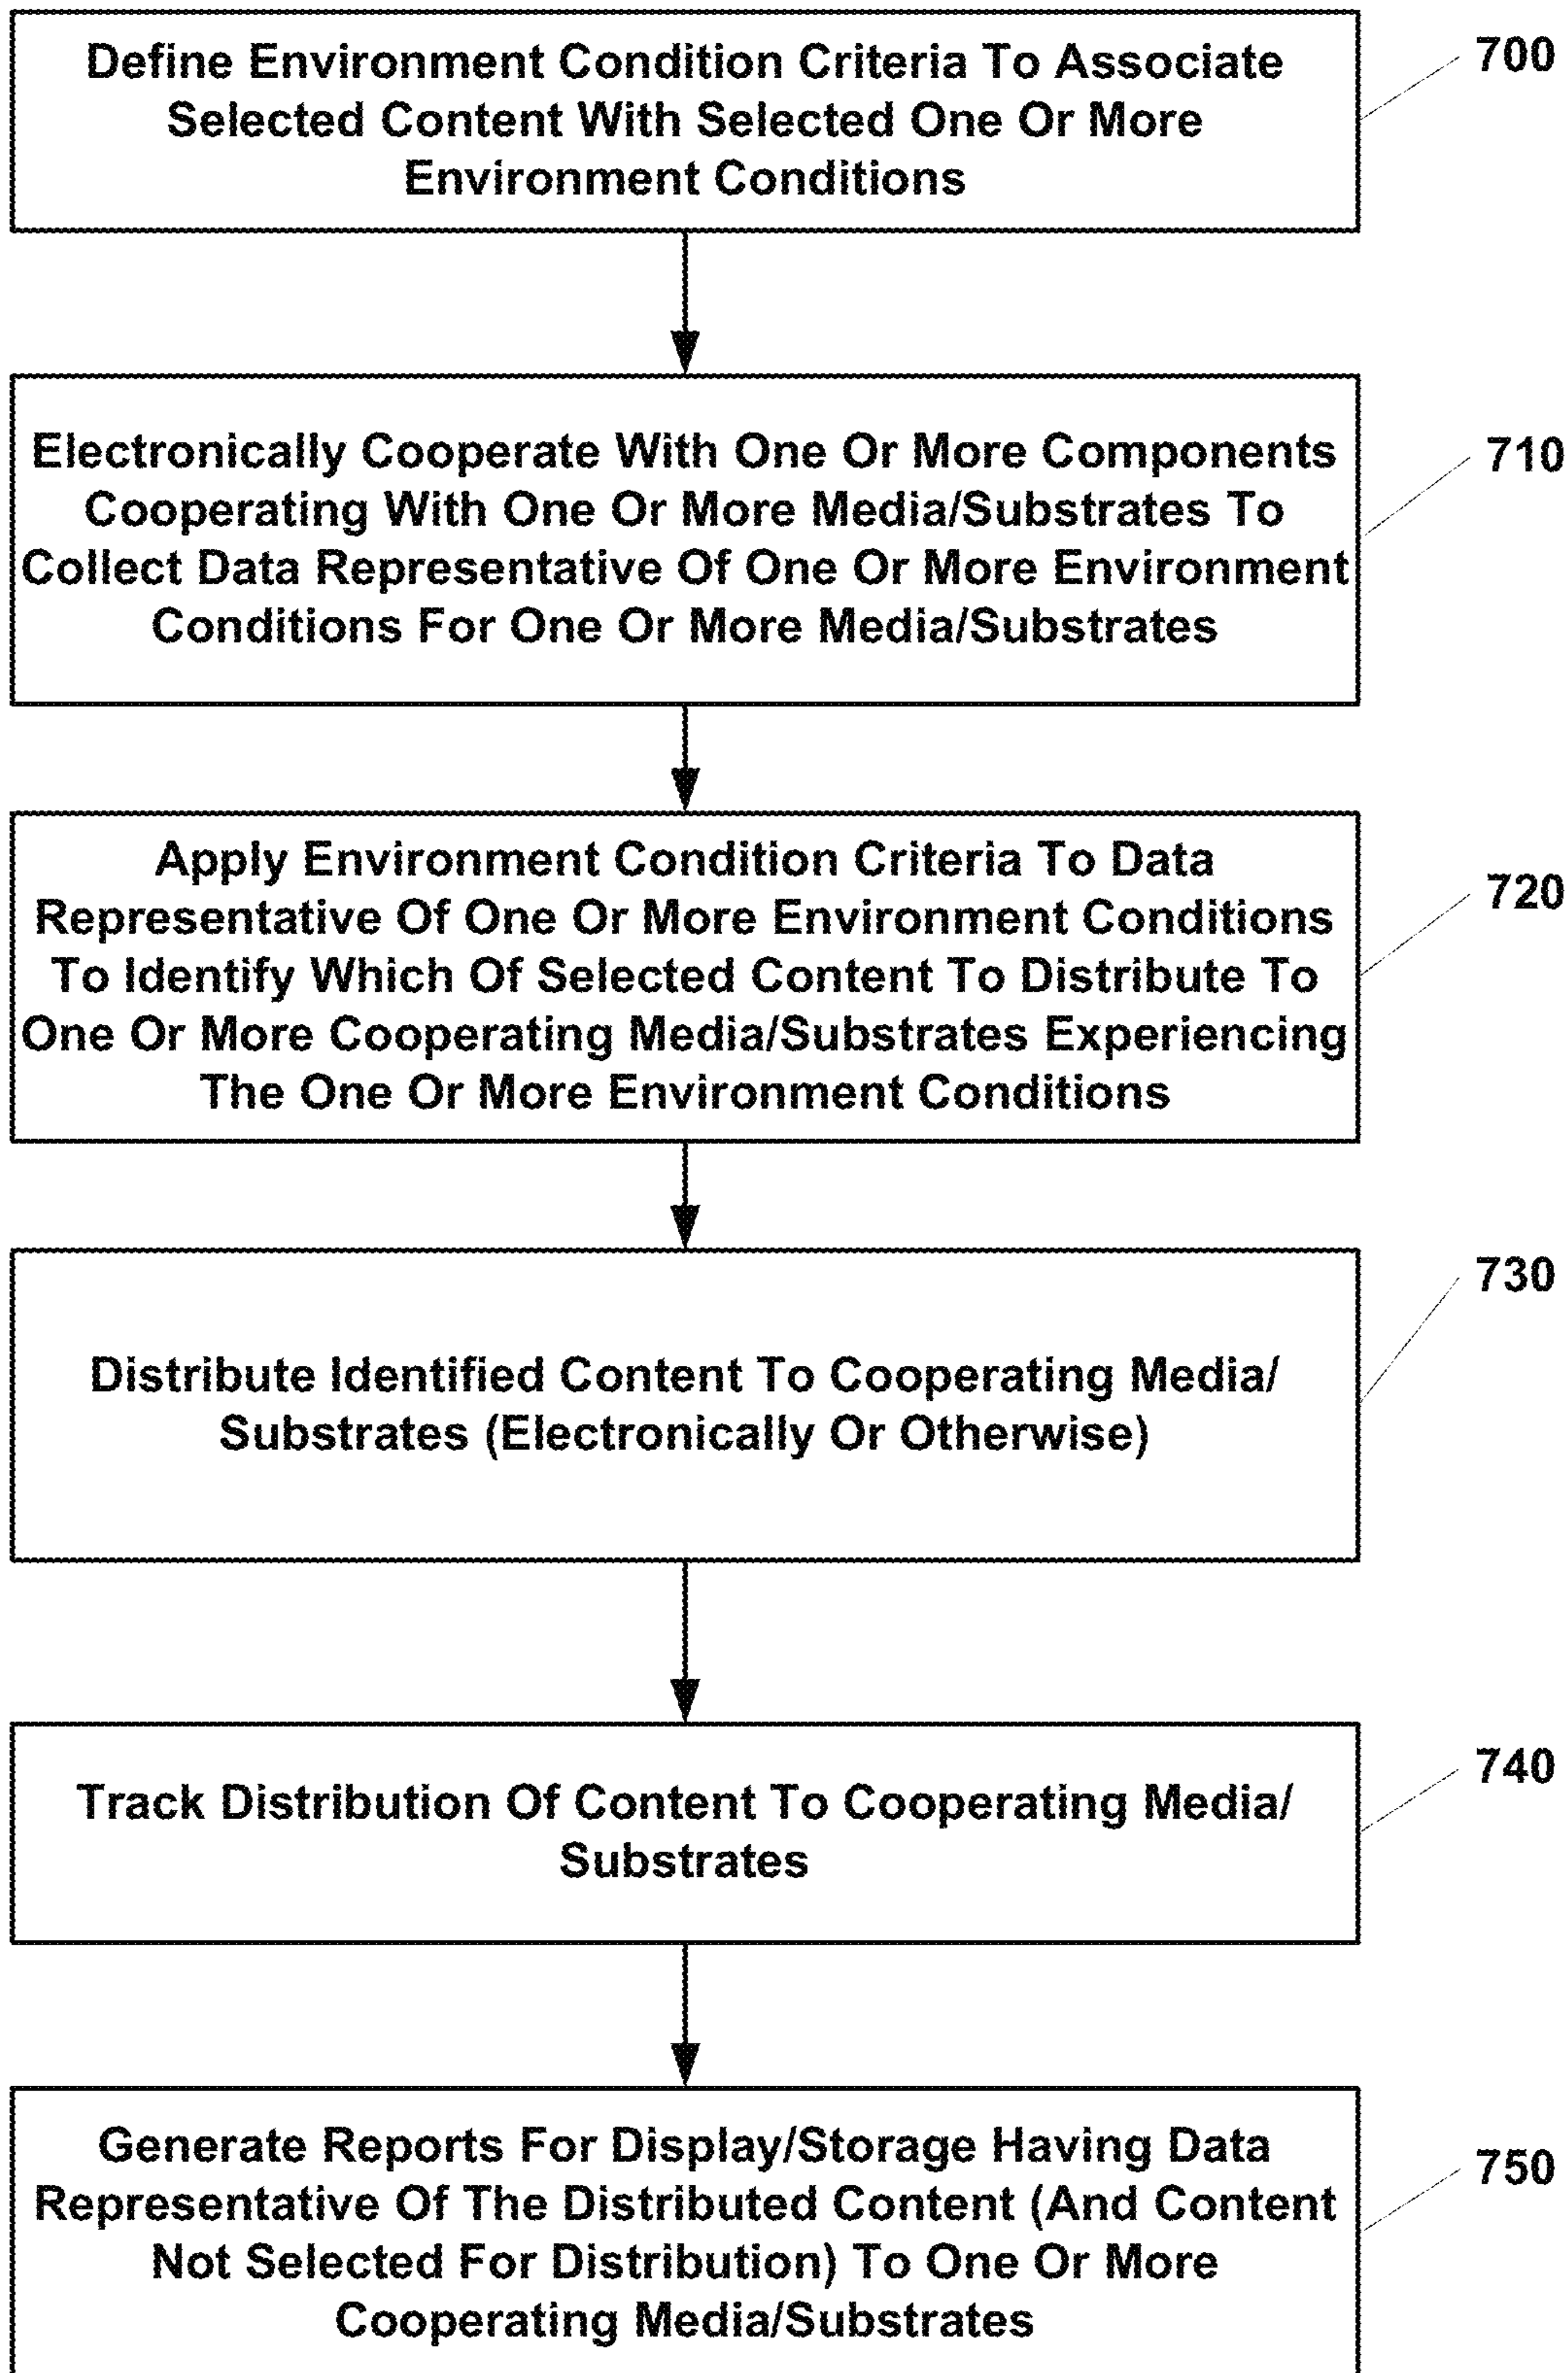 Define Environment Condition Criteria To Associate
Selected Content With Selected One Or More
Environment Conditions
700
Electronically Cooperate With One Or More Components
Cooperating With One Or More Media/Substrates To
Collect Data Representative Of One Or More Environment
Conditions For One Or More Media/Substrates
710
Apply Environment Condition Criteria To Data
Representative Of One Or More Environment Conditions
To Identify Which Of Selected Content To Distribute To
One Or More Cooperating Media/Substrates Experiencing
The One Or More Environment Conditions
720
Distribute Identified Content To Cooperating Media/
Substrates (Electronically Or Otherwise)
730
Track Distribution Of Content To Cooperating Media/
Substrates
740
Generate Reports For Display/Storage Having Data
Representative Of The Distributed Content (And Content
Not Selected For Distribution) To One Or More
Cooperating Media/Substrates
750